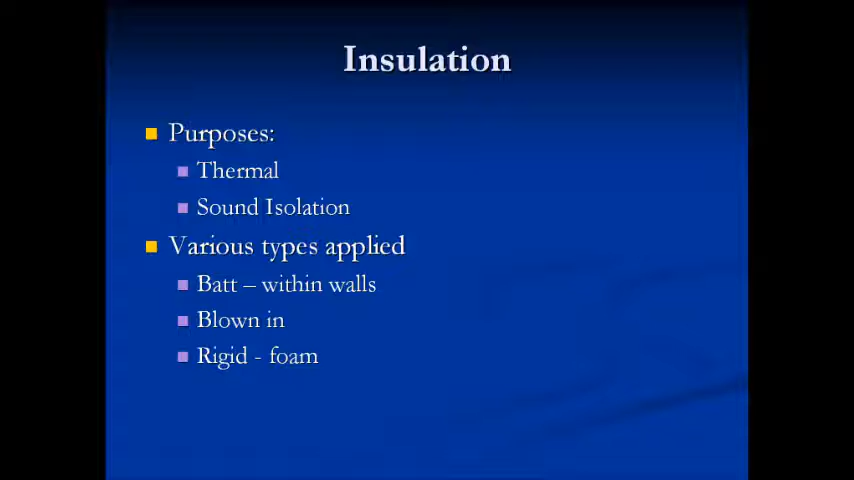 Insulation
Purposes:
Thermal
Sound Isolation
Various types applied
Batt – within walls
Blown in
Rigid - foam